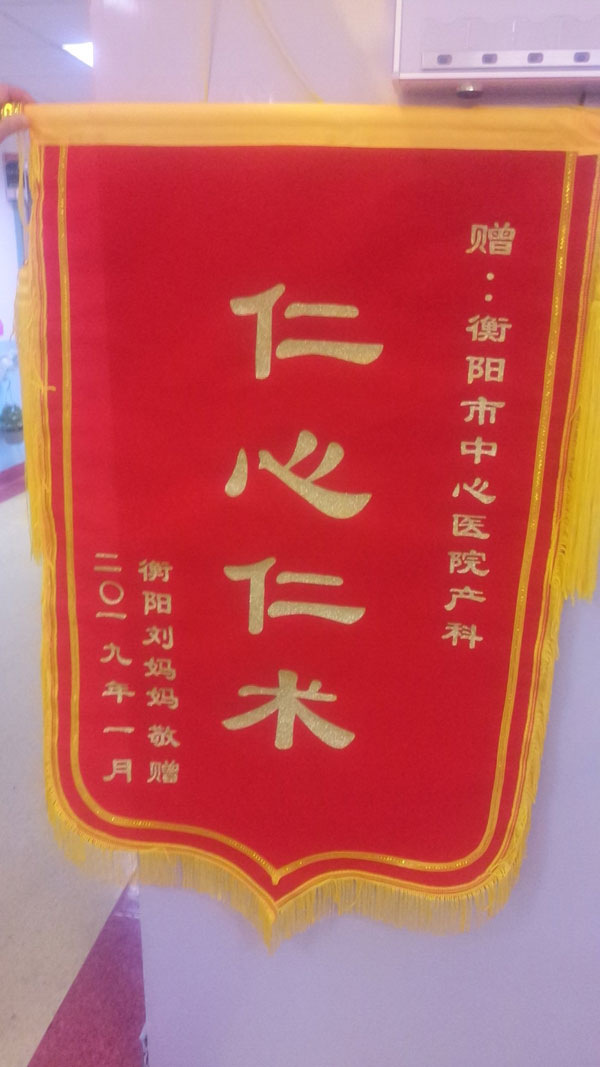 赠：衡阳市中心医院产科
仁心仁术
衡阳刘妈妈敬赠
二〇一九年一月